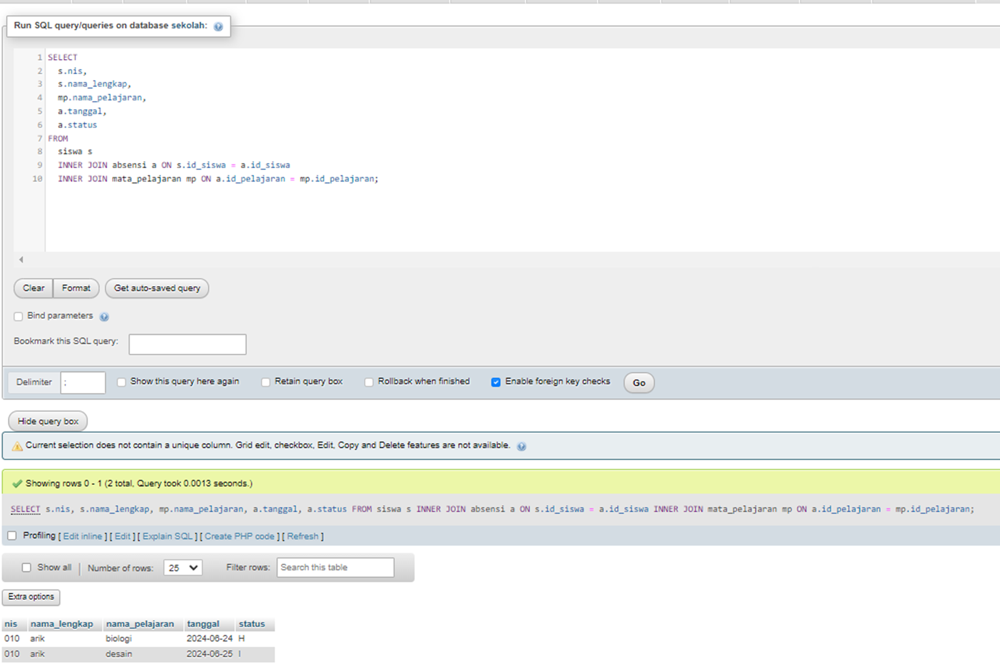 Run SQL query/queries on database sekolah:
1 SELECT
2 s.nis,
3 s.nama_lengkap,
4 mp.nama_pelajaran,
5 a.tanggal,
6 a.status
7 FROM
8 siswa s
9 INNER JOIN absensi a ON s.id_siswa = a.id_siswa
10 INNER JOIN mata_pelajaran mp ON a.id_pelajaran = mp.id_pelajaran;
Clear Format Get auto-saved query
Bind parameters
Bookmark this SQL query:
Delimiter ; Show this query here again Retain query box Rollback when finished Enable foreign key checks Go
Hide query box
Current selection does not contain a unique column. Grid edit, checkbox, Edit, Copy and Delete features are not available.
Showing rows 0 - 1 (2 total, Query took 0.0013 seconds.)
SELECT s.nis, s.nama_lengkap, mp.nama_pelajaran, a.tanggal, a.status FROM siswa s INNER JOIN absensi a ON s.id_siswa = a.id_siswa INNER JOIN mata_pelajaran mp ON a.id_pelajaran = mp.id_pelajaran;
Profiling [ Edit inline ] [ Edit ] [ Explain SQL ] [ Create PHP code ] [ Refresh ]
Show all | Number of rows: 25 Filter rows: Search this table
Extra options
nis nama_lengkap nama_pelajaran tanggal status
010 arik biologi 2024-06-24 H
010 arik desain 2024-06-25 I